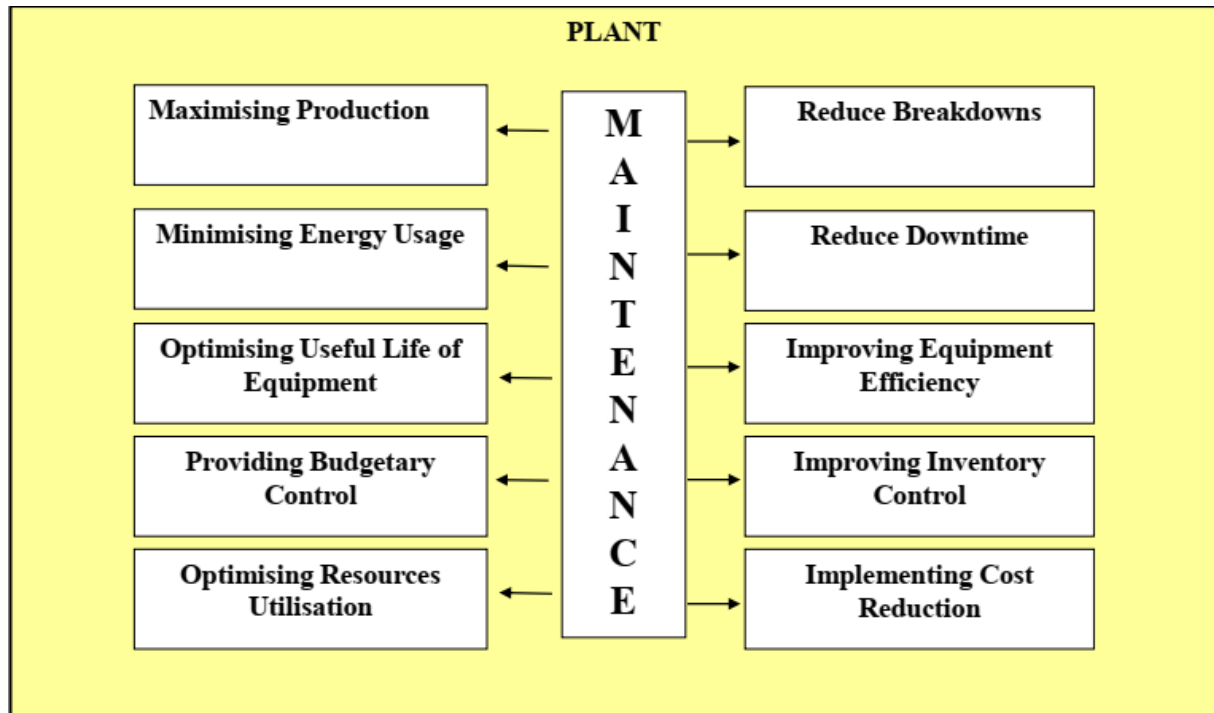 PLANT
Maximising Production
Minimising Energy Usage
Optimising Useful Life of
Equipment
Providing Budgetary
Control
Optimising Resources
Utilisation
M
A
I
N
T
E
N
A
N
C
E
Reduce Breakdowns
Reduce Downtime
Improving Equipment
Efficiency
Improving Inventory
Control
Implementing Cost
Reduction